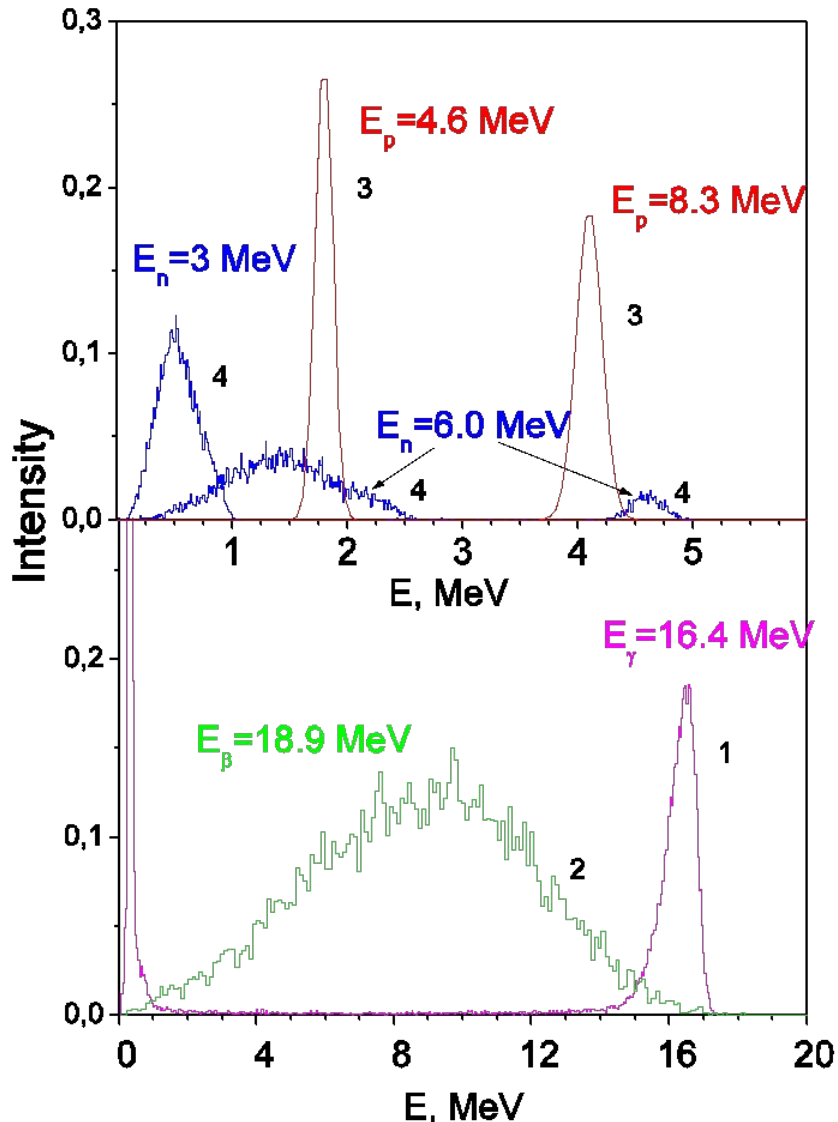 0,3
E_p=4.6 MeV
3
E_p=8.3 MeV
0,2
E_n=3 MeV
3
4
0,1
E_n=6.0 MeV
4
4
0,0
1 2 3 4 5
E, MeV
Intensity
E_γ=16.4 MeV
0,2
E_β=18.9 MeV
1
0,1
2
0,0
0 4 8 12 16 20
E, MeV